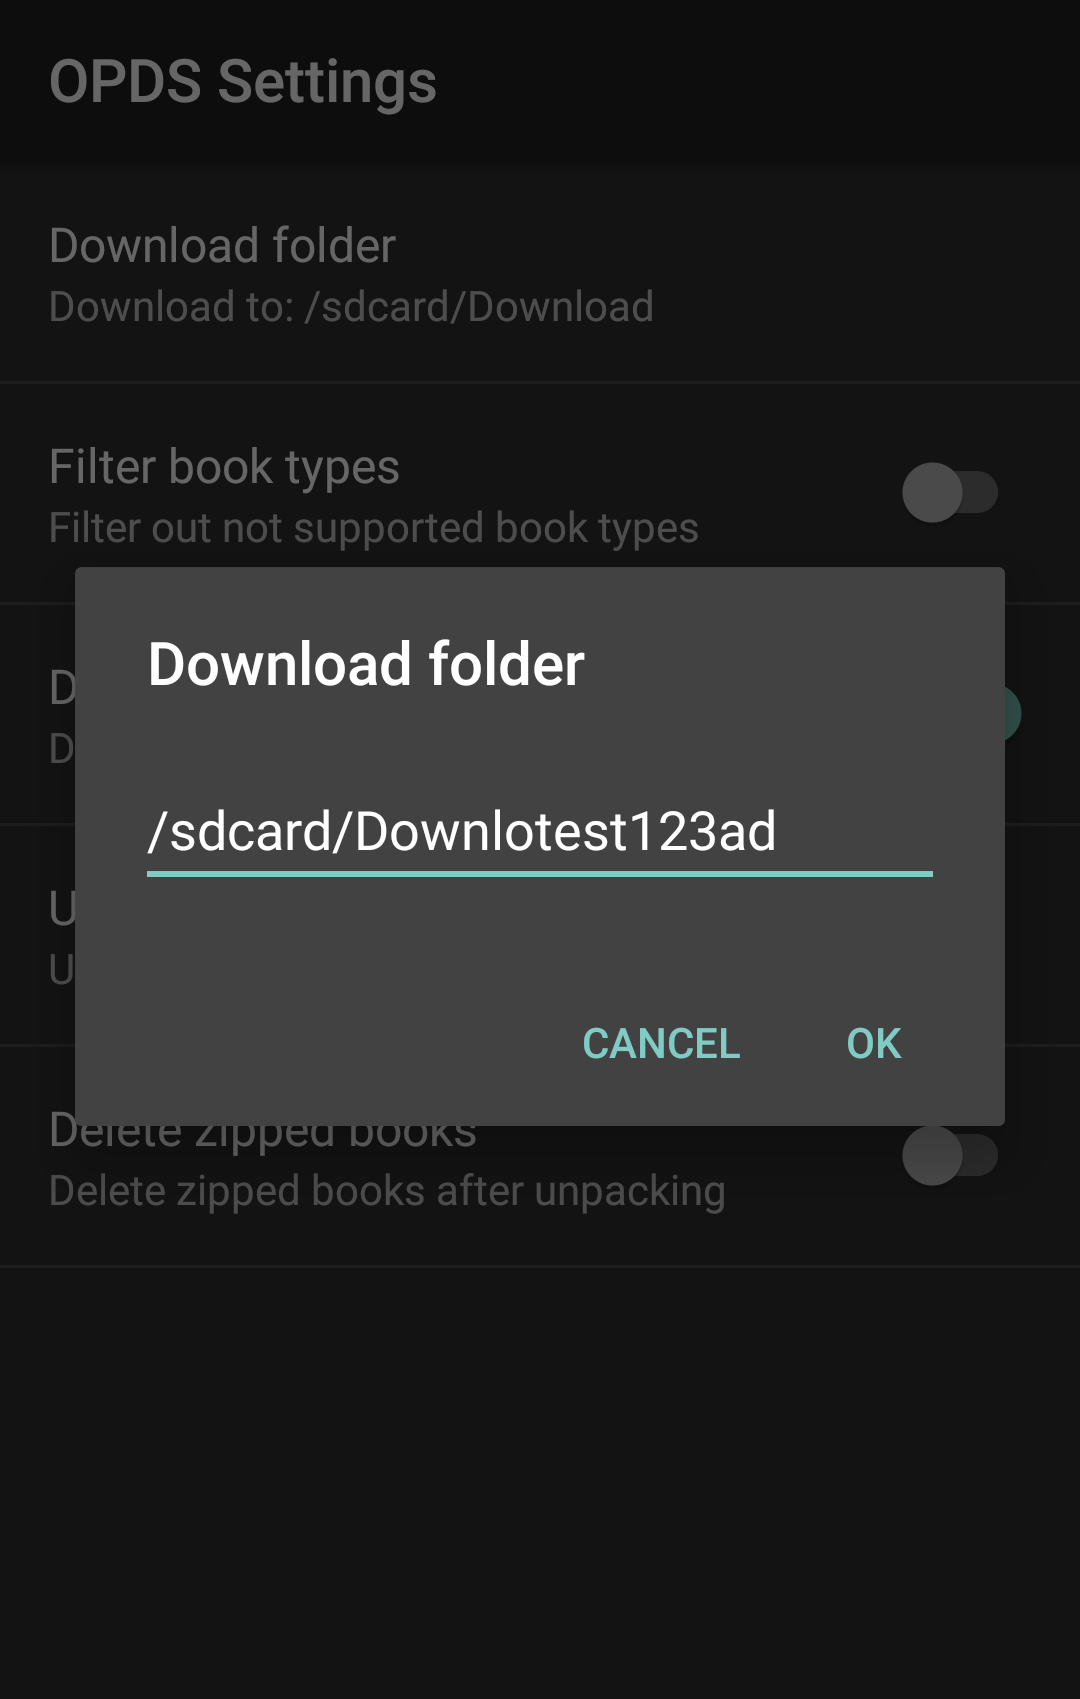 OPDS Settings
Download folder
Download to: /sdcard/Download
Filter book types
Filter out not supported book types
D
D
Download folder
/sdcard/Downlotest123ad
U
U
CANCEL OK
Delete zipped books
Delete zipped books after unpacking